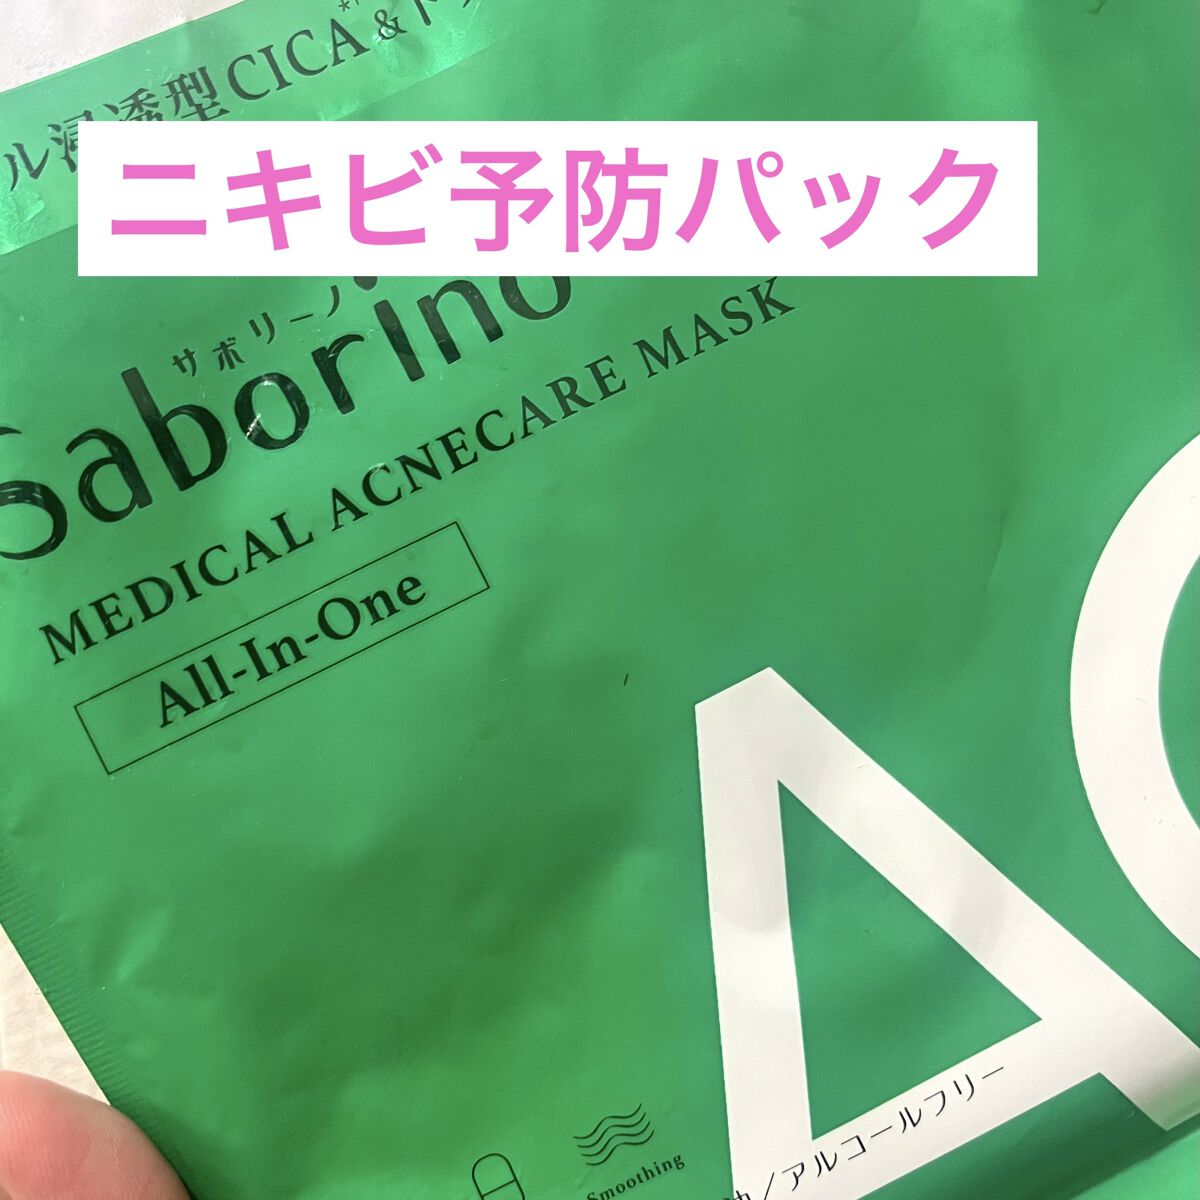 ル浸透型CICA&
ニキビ予防パック
サボリーノ
Saborino
MEDICAL ACNECARE MASK
All-In-One
AC
/アルコールフリー
Smoothing